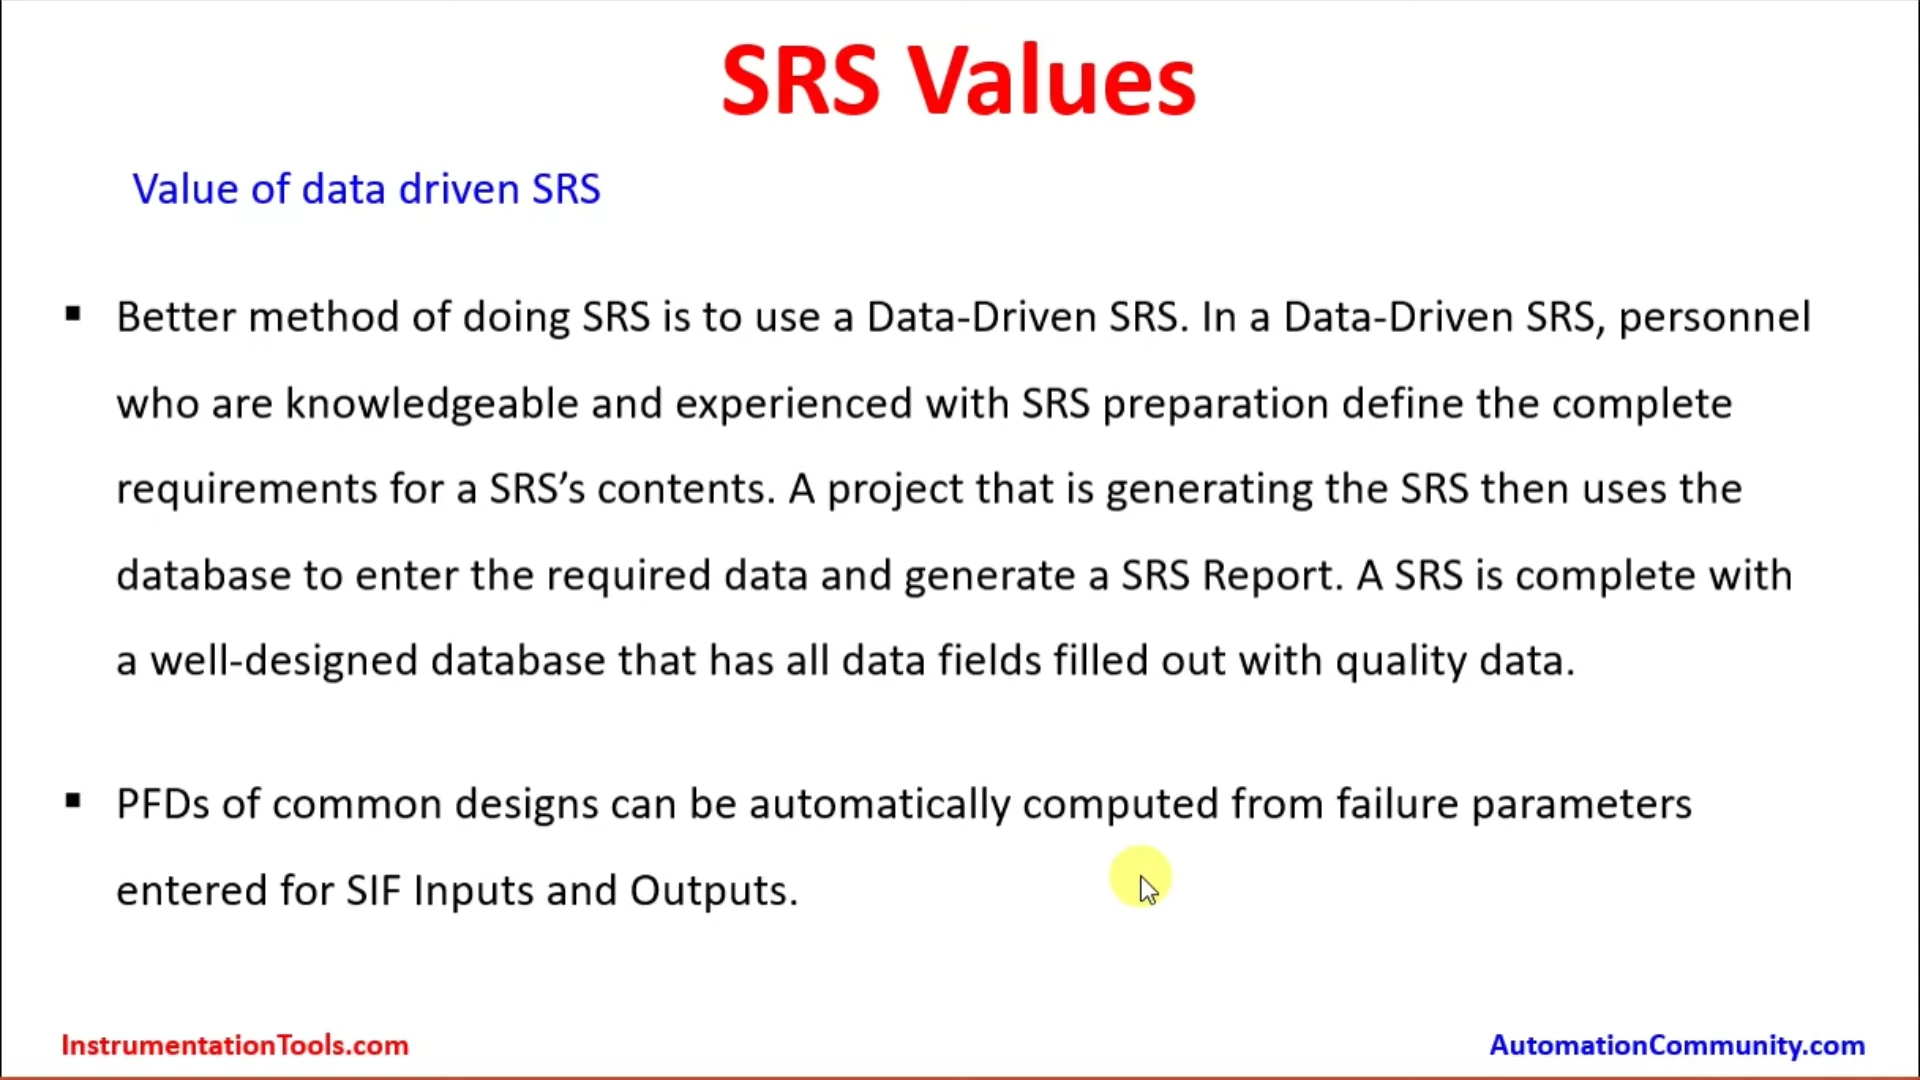 SRS Values
Value of data driven SRS
▪ Better method of doing SRS is to use a Data-Driven SRS. In a Data-Driven SRS, personnel
who are knowledgeable and experienced with SRS preparation define the complete
requirements for a SRS’s contents. A project that is generating the SRS then uses the
database to enter the required data and generate a SRS Report. A SRS is complete with
a well-designed database that has all data fields filled out with quality data.
▪ PFDs of common designs can be automatically computed from failure parameters
entered for SIF Inputs and Outputs.
InstrumentationTools.com
AutomationCommunity.com